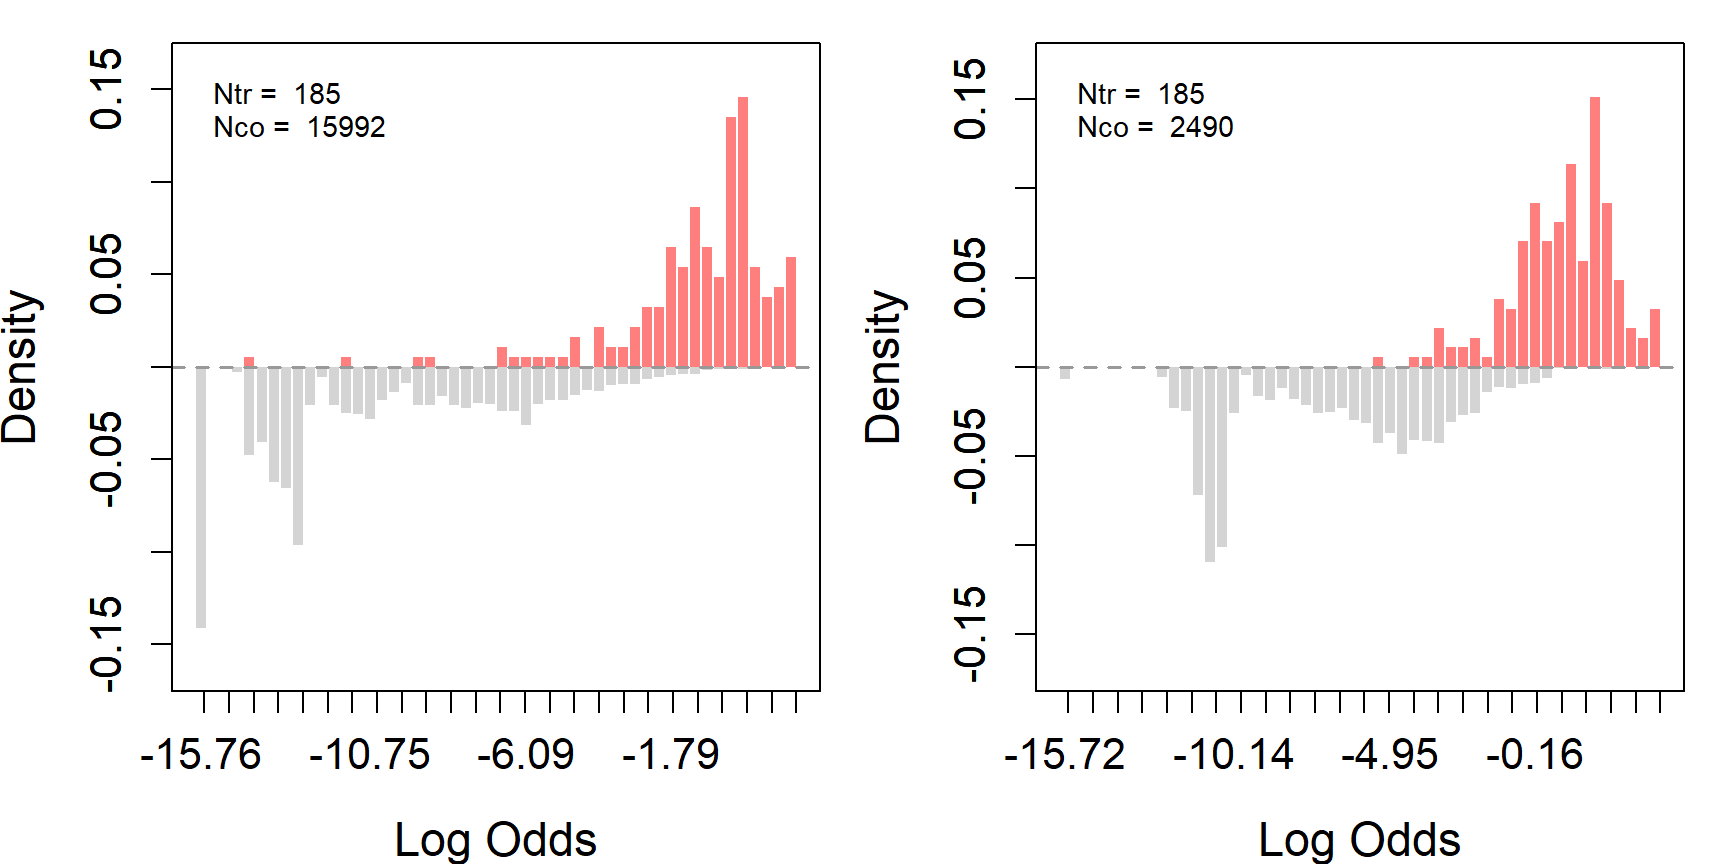 Ntr = 185
Nco = 15992
0.15
0.05
-0.05
-0.15
Density
-15.76 -10.75 -6.09 -1.79
Log Odds
Ntr = 185
Nco = 2490
0.15
0.05
-0.05
-0.15
Density
-15.72 -10.14 -4.95 -0.16
Log Odds